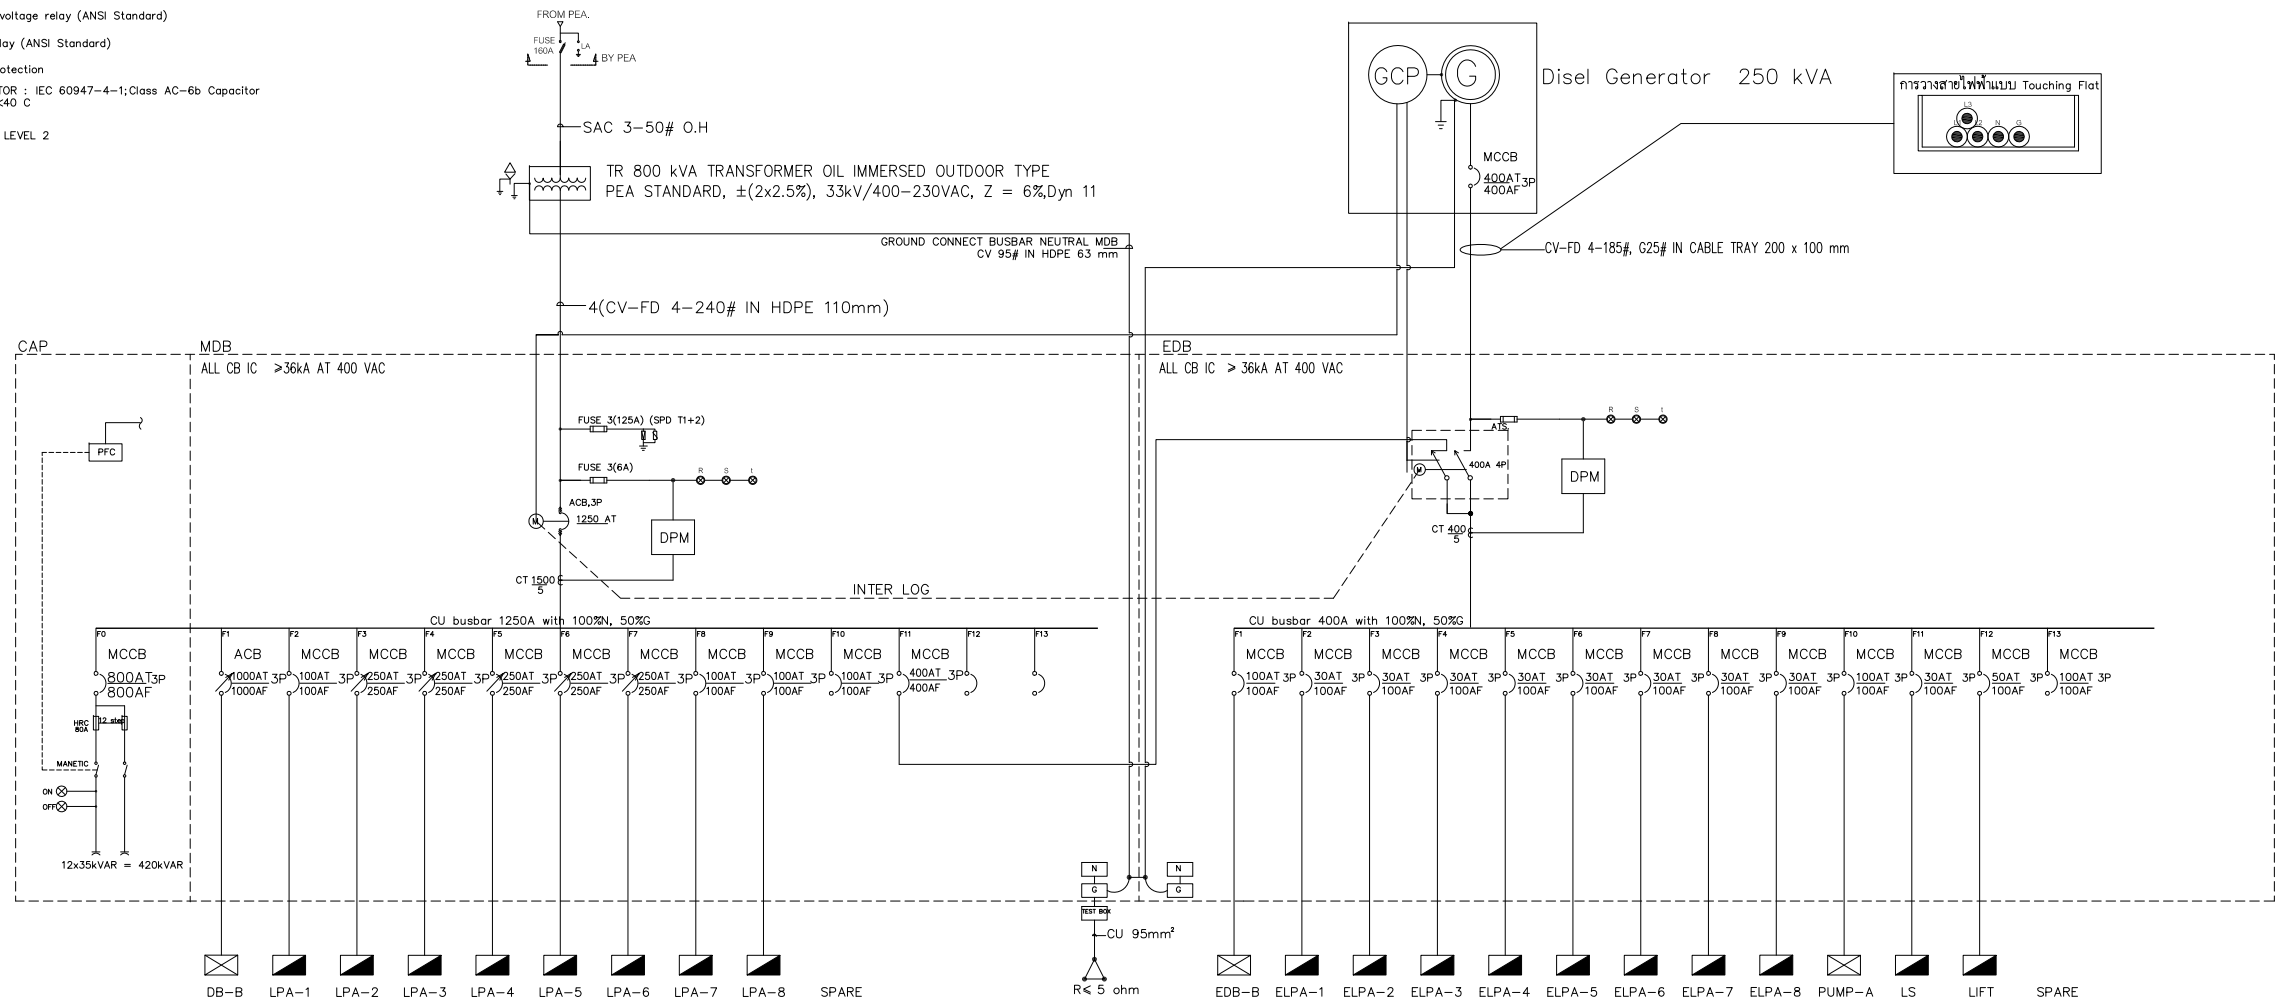 voltage relay (ANSI Standard)
lay (ANSI Standard)
otection
TOR : IEC 60947-4-1;Class AC-6b Capacitor
<40 C
LEVEL 2
FROM PEA.
FUSE
160A
LA
BY PEA
SAC 3-50# O.H
TR 800 kVA TRANSFORMER OIL IMMERSED OUTDOOR TYPE
PEA STANDARD, ±(2x2.5%), 33kV/400-230VAC, Z = 6%,Dyn 11
GROUND CONNECT BUSBAR NEUTRAL MDB
CV 95# IN HDPE 63 mm
4(CV-FD 4-240# IN HDPE 110mm)
GCP
G
Disel Generator 250 kVA
MCCB
400AT 3P
400AF
CV-FD 4-185#, G25# IN CABLE TRAY 200 x 100 mm
การวางสายไฟฟ้าแบบ Touching Flat
L3
L1 L2 N G
CAP
MDB
ALL CB IC ≥36kA AT 400 VAC
EDB
ALL CB IC ≥ 36kA AT 400 VAC
PFC
FUSE 3(125A) (SPD T1+2)
FUSE 3(6A)
R S t
ACB,3P
M
1250 AT
DPM
CT 1500
5
INTER LOG
R S t
ATS
M
400A 4P
DPM
CT 400
5
CU busbar 1250A with 100%N, 50%G
F0 F1 F2 F3 F4 F5 F6 F7 F8 F9 F10 F11 F12 F13
MCCB ACB MCCB MCCB MCCB MCCB MCCB MCCB MCCB MCCB MCCB MCCB
800AT 3P 1000AT 3P 100AT 3P 250AT 3P 250AT 3P 250AT 3P 250AT 3P 250AT 3P 100AT 3P 100AT 3P 100AT 3P 400AT 3P
800AF 1000AF 100AF 250AF 250AF 250AF 250AF 250AF 100AF 100AF 100AF 400AF
HRC
80A
12 step
MANETIC
ON
OFF
12x35kVAR = 420kVAR
CU busbar 400A with 100%N, 50%G
F1 F2 F3 F4 F5 F6 F7 F8 F9 F10 F11 F12 F13
MCCB MCCB MCCB MCCB MCCB MCCB MCCB MCCB MCCB MCCB MCCB MCCB MCCB
100AT 3P 30AT 3P 30AT 3P 30AT 3P 30AT 3P 30AT 3P 30AT 3P 30AT 3P 30AT 3P 100AT 3P 30AT 3P 50AT 3P 100AT 3P
100AF 100AF 100AF 100AF 100AF 100AF 100AF 100AF 100AF 100AF 100AF 100AF 100AF
N
G
N
G
TEST BOX
CU 95mm²
R≤ 5 ohm
DB-B LPA-1 LPA-2 LPA-3 LPA-4 LPA-5 LPA-6 LPA-7 LPA-8 SPARE
EDB-B ELPA-1 ELPA-2 ELPA-3 ELPA-4 ELPA-5 ELPA-6 ELPA-7 ELPA-8 PUMP-A LS LIFT SPARE